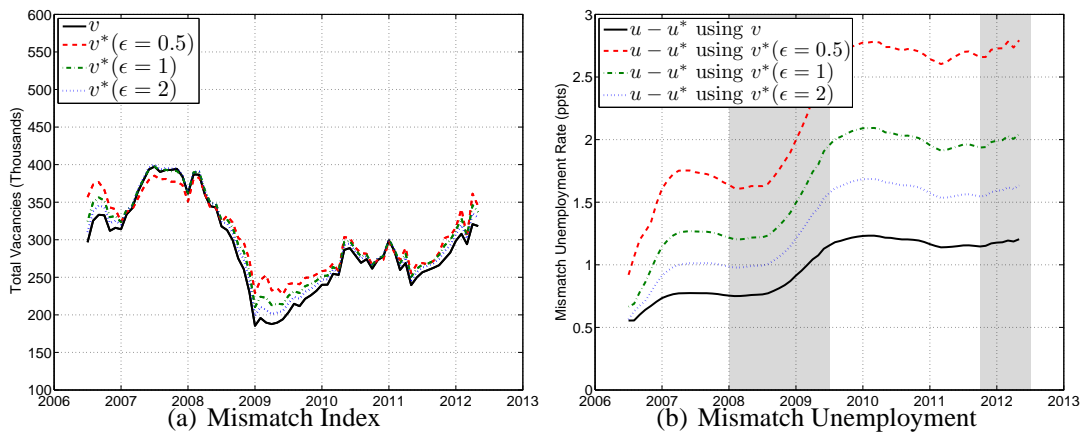 600
550
500
450
400
350
300
250
200
150
100
Total Vacancies (Thousands)
v
v*(ϵ = 0.5)
v*(ϵ = 1)
v*(ϵ = 2)
2006 2007 2008 2009 2010 2011 2012 2013
(a) Mismatch Index
3
2.5
2
1.5
1
0.5
0
Mismatch Unemployment Rate (ppts)
u − u* using v
u − u* using v*(ϵ = 0.5)
u − u* using v*(ϵ = 1)
u − u* using v*(ϵ = 2)
2006 2007 2008 2009 2010 2011 2012 2013
(b) Mismatch Unemployment